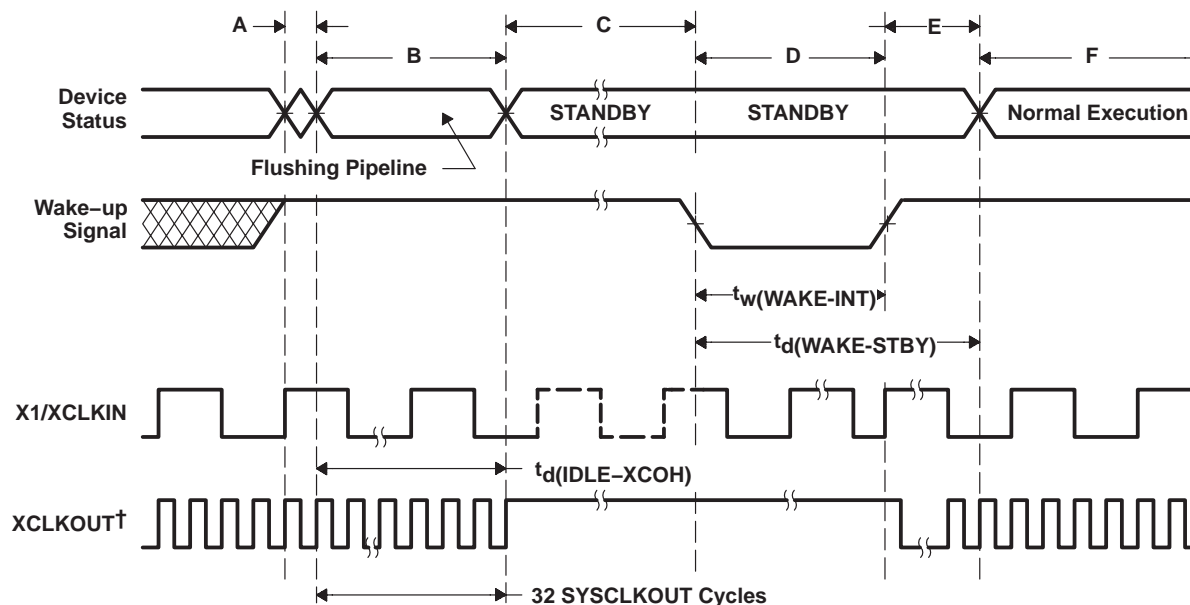 A
B
C
D
E
F
Device
Status
STANDBY
STANDBY
Normal Execution
Flushing Pipeline
Wake−up
Signal
tw(WAKE-INT)
td(WAKE-STBY)
X1/XCLKIN
td(IDLE−XCOH)
XCLKOUT†
32 SYSCLKOUT Cycles